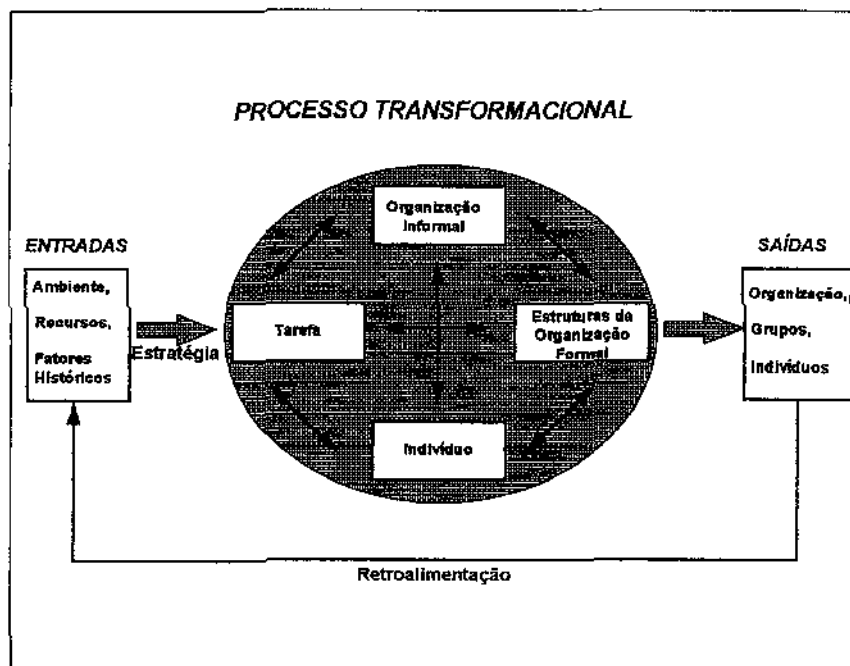 PROCESSO TRANSFORMACIONAL
ENTRADAS
Ambiente,
Recursos,
Fatores
Históricos
Estratégia
Organização
Informal
Tarefa
Estruturas da
Organização
Formal
Indivíduo
SAÍDAS
Organização,
Grupos,
Indivíduos
Retroalimentação